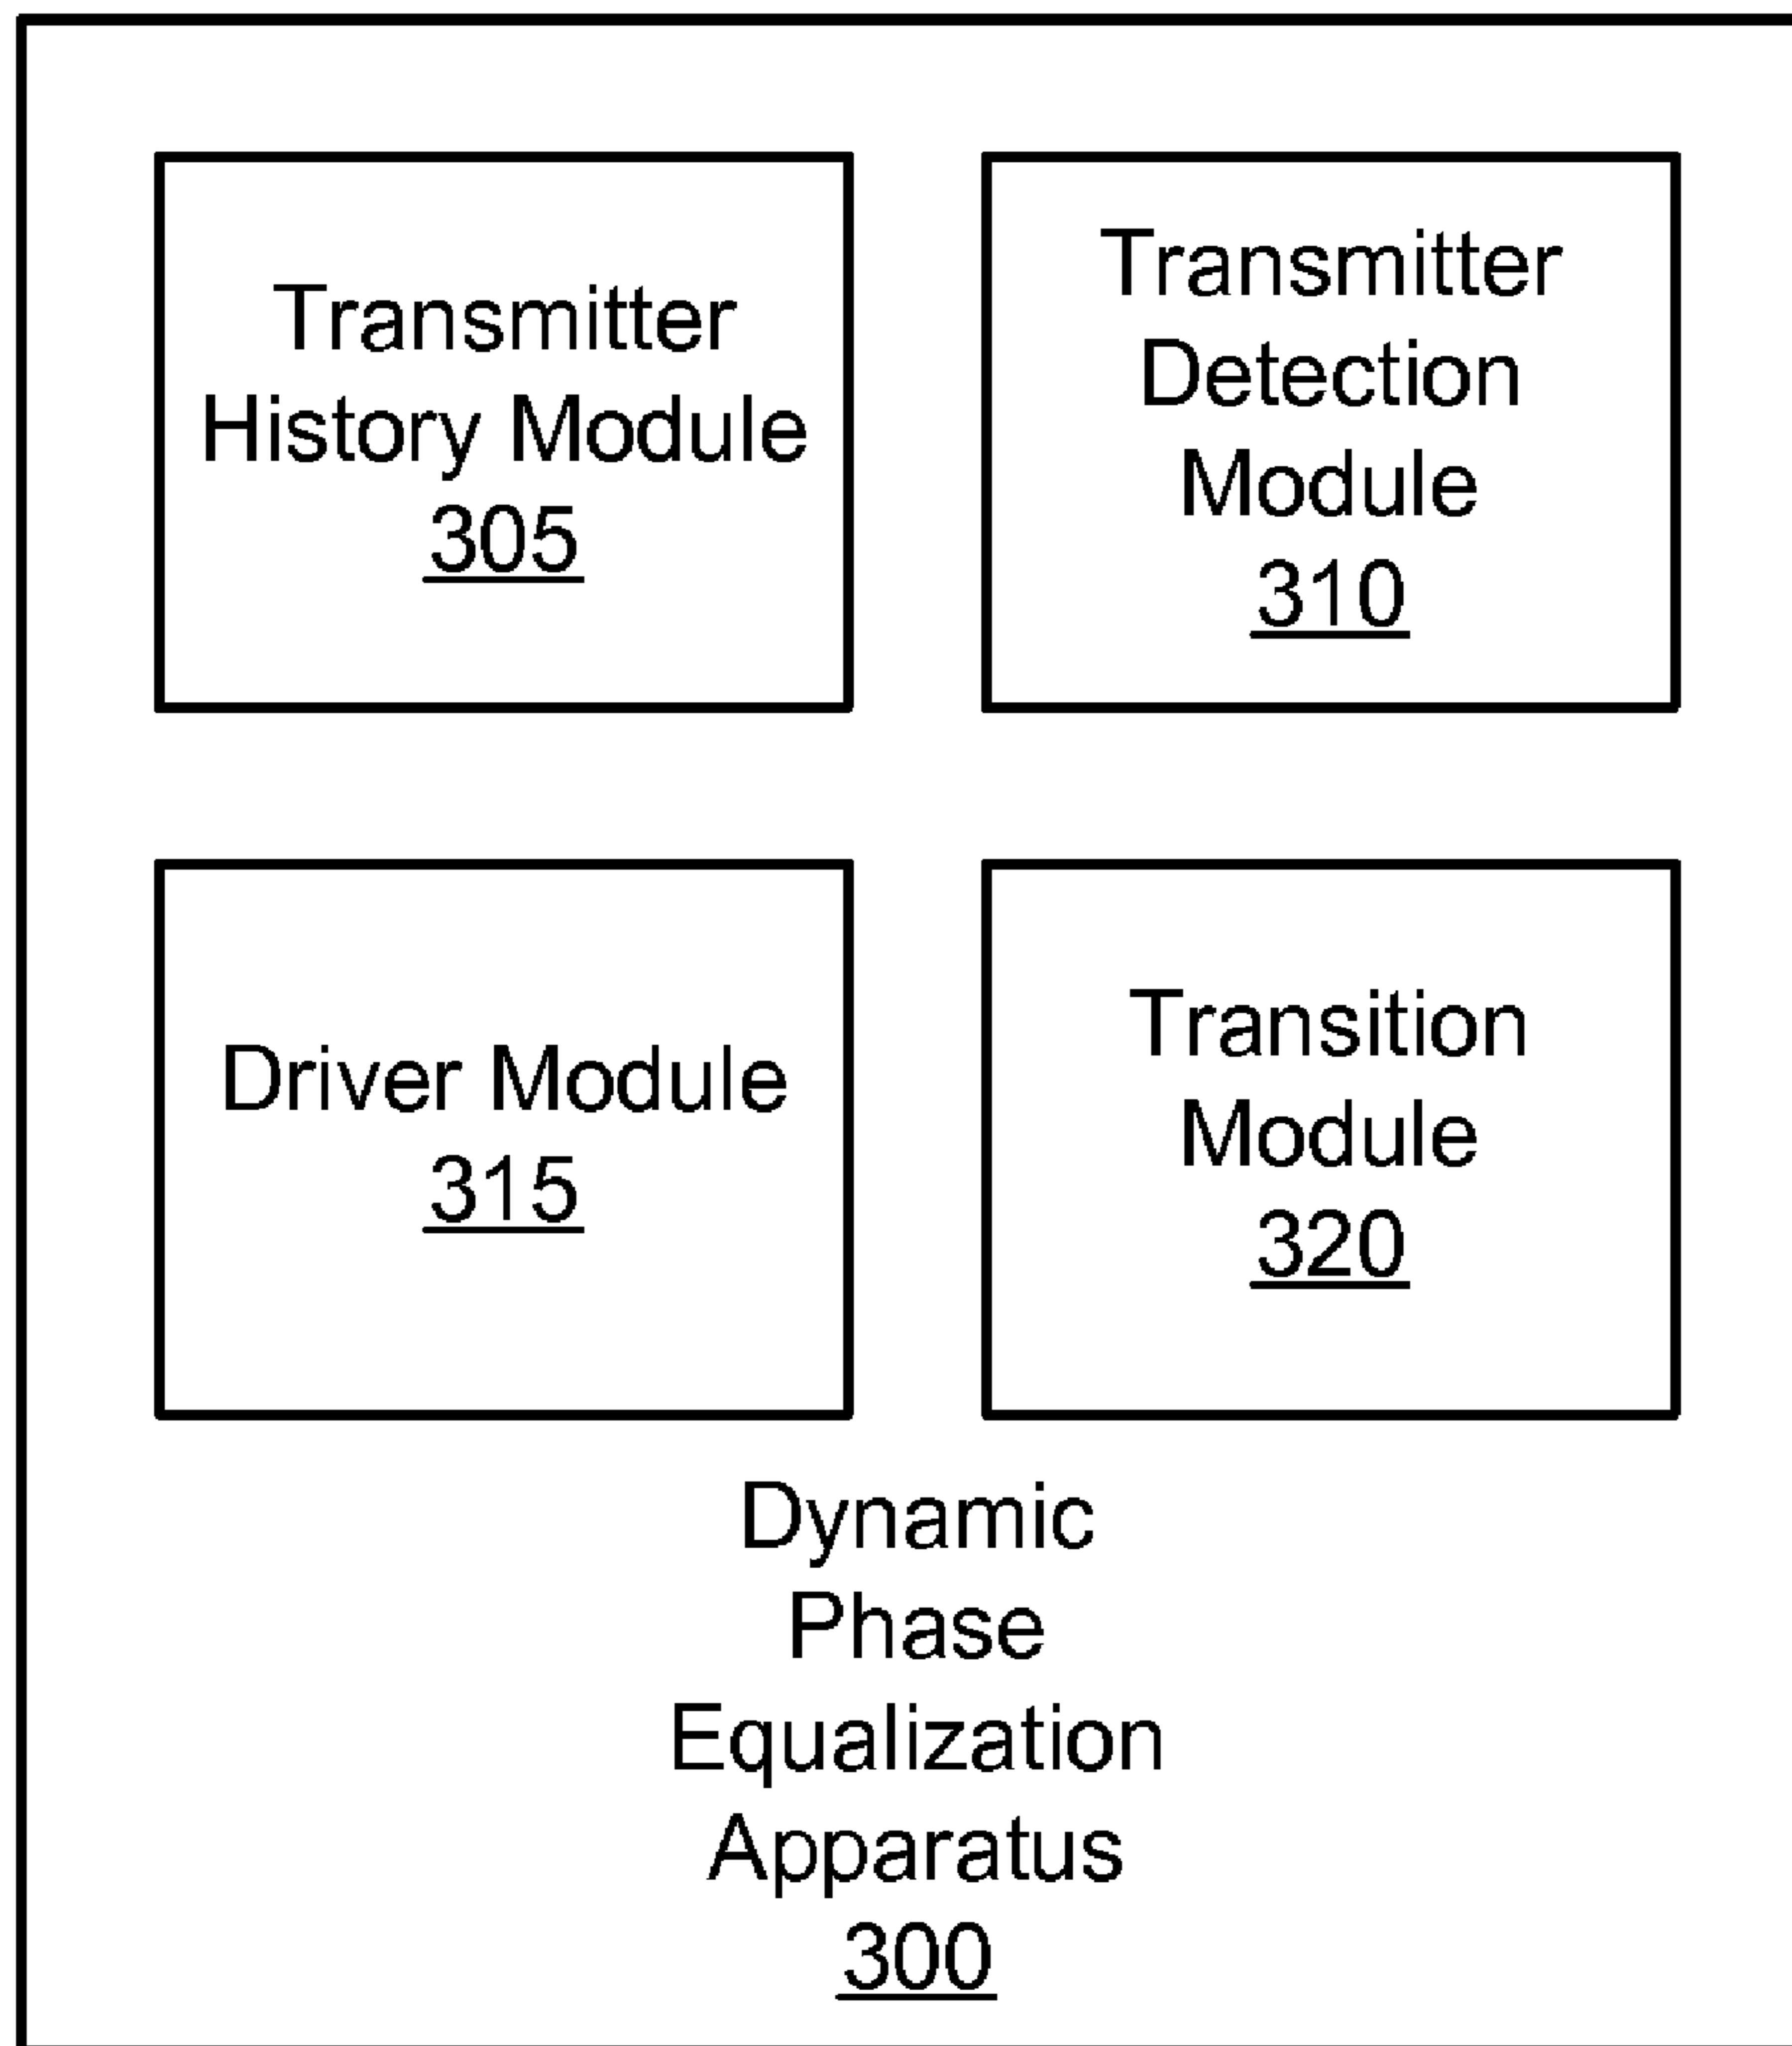 Transmitter
History Module
305
Transmitter
Detection
Module
310
Driver Module
315
Transition
Module
320
Dynamic
Phase
Equalization
Apparatus
300